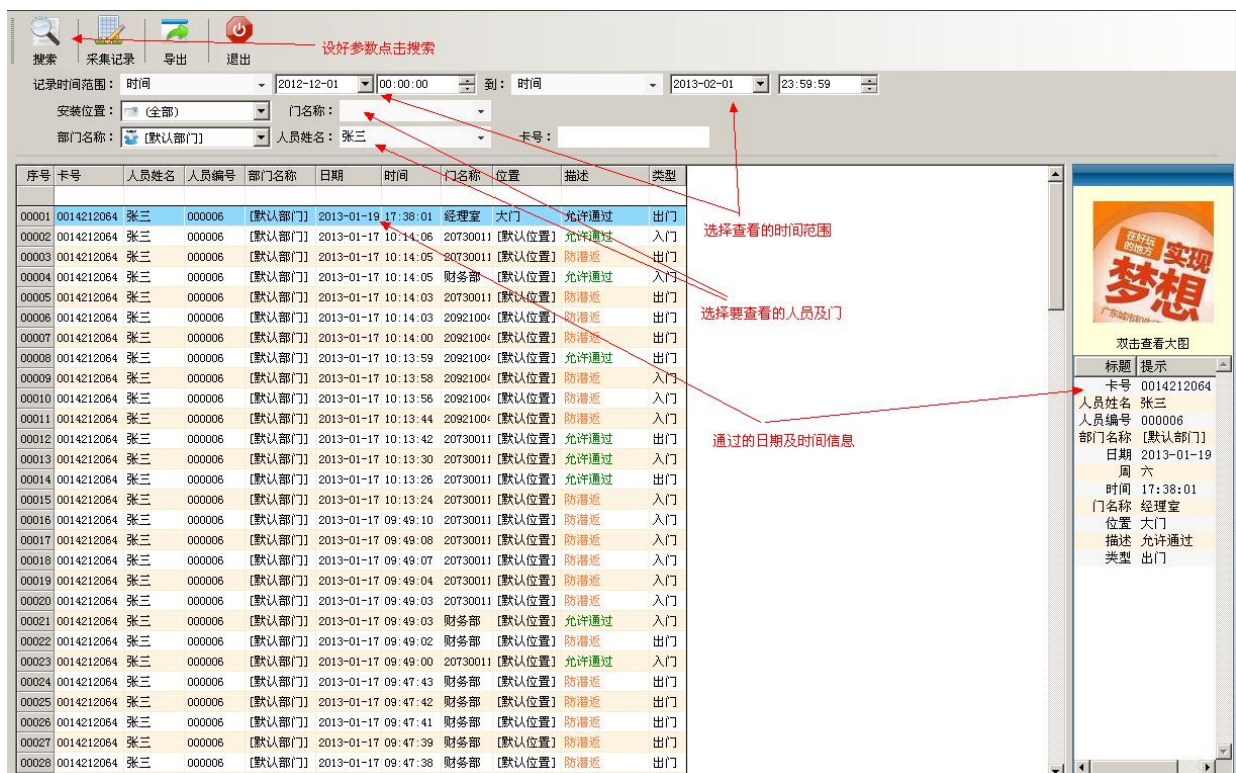 搜索 采集记录 导出 退出 设好参数点击搜索
记录时间范围: 时间 2012-12-01 00:00:00 到: 时间 2013-02-01 23:59:59
安装位置: (全部) 门名称:
部门名称: [默认部门] 人员姓名: 张三 卡号:
序号 卡号 人员姓名 人员编号 部门名称 日期 时间 门名称 位置 描述 类型
00001 0014212064 张三 000006 [默认部门] 2013-01-19 17:38:01 经理室 大门 允许通过 出门
00002 0014212064 张三 000006 [默认部门] 2013-01-17 10:14:06 20730011 [默认位置] 允许通过 入门
00003 0014212064 张三 000006 [默认部门] 2013-01-17 10:14:05 20730011 [默认位置] 防潜返 出门
00004 0014212064 张三 000006 [默认部门] 2013-01-17 10:14:05 财务部 [默认位置] 允许通过 入门
00005 0014212064 张三 000006 [默认部门] 2013-01-17 10:14:03 20730011 [默认位置] 防潜返 出门
00006 0014212064 张三 000006 [默认部门] 2013-01-17 10:14:03 2092100 [默认位置] 防潜返 出门
00007 0014212064 张三 000006 [默认部门] 2013-01-17 10:14:00 2092100 [默认位置] 防潜返 出门
00008 0014212064 张三 000006 [默认部门] 2013-01-17 10:13:59 2092100 [默认位置] 允许通过 出门
00009 0014212064 张三 000006 [默认部门] 2013-01-17 10:13:58 2092100 [默认位置] 防潜返 入门
00010 0014212064 张三 000006 [默认部门] 2013-01-17 10:13:56 2092100 [默认位置] 防潜返 入门
00011 0014212064 张三 000006 [默认部门] 2013-01-17 10:13:44 2092100 [默认位置] 防潜返 入门
00012 0014212064 张三 000006 [默认部门] 2013-01-17 10:13:42 20730011 [默认位置] 允许通过 出门
00013 0014212064 张三 000006 [默认部门] 2013-01-17 10:13:30 20730011 [默认位置] 允许通过 入门
00014 0014212064 张三 000006 [默认部门] 2013-01-17 10:13:26 20730011 [默认位置] 允许通过 出门
00015 0014212064 张三 000006 [默认部门] 2013-01-17 10:13:24 20730011 [默认位置] 防潜返 入门
00016 0014212064 张三 000006 [默认部门] 2013-01-17 09:49:10 20730011 [默认位置] 防潜返 入门
00017 0014212064 张三 000006 [默认部门] 2013-01-17 09:49:08 20730011 [默认位置] 防潜返 入门
00018 0014212064 张三 000006 [默认部门] 2013-01-17 09:49:07 20730011 [默认位置] 防潜返 入门
00019 0014212064 张三 000006 [默认部门] 2013-01-17 09:49:04 20730011 [默认位置] 防潜返 入门
00020 0014212064 张三 000006 [默认部门] 2013-01-17 09:49:03 20730011 [默认位置] 防潜返 入门
00021 0014212064 张三 000006 [默认部门] 2013-01-17 09:49:03 财务部 [默认位置] 允许通过 入门
00022 0014212064 张三 000006 [默认部门] 2013-01-17 09:49:02 财务部 [默认位置] 防潜返 出门
00023 0014212064 张三 000006 [默认部门] 2013-01-17 09:49:00 20730011 [默认位置] 允许通过 入门
00024 0014212064 张三 000006 [默认部门] 2013-01-17 09:47:43 财务部 [默认位置] 防潜返 出门
00025 0014212064 张三 000006 [默认部门] 2013-01-17 09:47:42 财务部 [默认位置] 防潜返 出门
00026 0014212064 张三 000006 [默认部门] 2013-01-17 09:47:41 财务部 [默认位置] 防潜返 出门
00027 0014212064 张三 000006 [默认部门] 2013-01-17 09:47:39 财务部 [默认位置] 防潜返 出门
00028 0014212064 张三 000006 [默认部门] 2013-01-17 09:47:38 财务部 [默认位置] 防潜返 出门
选择查看的时间范围
选择要查看的人员及门
通过的日期及时间信息
在好玩
的地方
实现
梦想
双击查看大图
标题 提示
卡号 0014212064
人员姓名 张三
人员编号 000006
部门名称 [默认部门]
日期 2013-01-19
周 六
时间 17:38:01
门名称 经理室
位置 大门
描述 允许通过
类型 出门